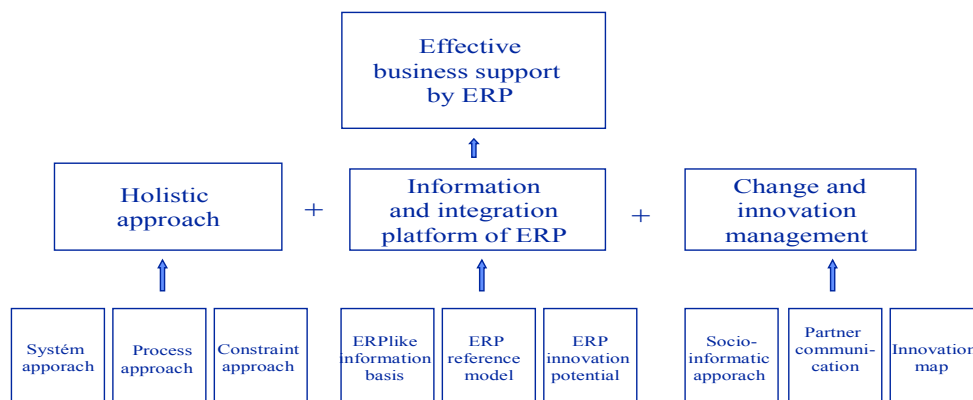 Effective
business support
by ERP
Holistic
approach
+
Information
and integration
platform of ERP
+
Change and
innovation
management
Systém
apporach
Process
approach
Constraint
approach
ERPlike
information
basis
ERP
reference
model
ERP
innovation
potential
Socio-
informatic
apporach
Partner
communi-
cation
Innovation
map